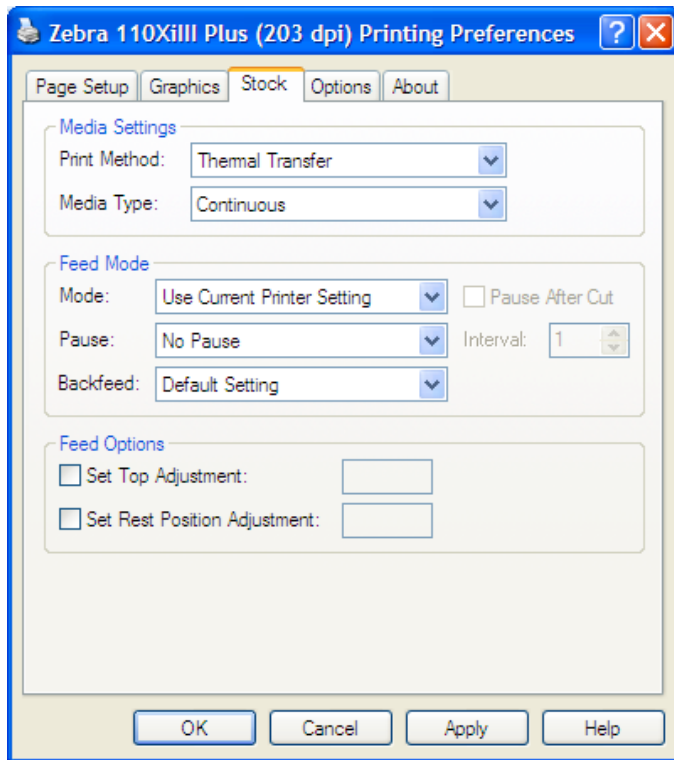 Zebra 110XiIII Plus (203 dpi) Printing Preferences ?
Page Setup Graphics Stock Options About
Media Settings
Print Method: Thermal Transfer
Media Type: Continuous
Feed Mode
Mode: Use Current Printer Setting Pause After Cut
Pause: No Pause Interval: 1
Backfeed: Default Setting
Feed Options
Set Top Adjustment:
Set Rest Position Adjustment:
OK Cancel Apply Help